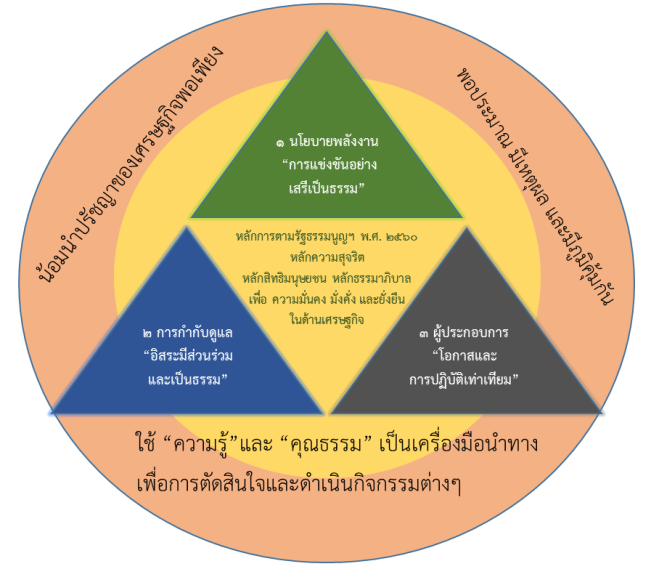 น้อมนำปรัชญาของเศรษฐกิจพอเพียง
พอประมาณ มีเหตุผล และมีภูมิคุ้มกัน
๑ นโยบายพลังงาน
“การแข่งขันอย่าง
เสรีเป็นธรรม”
หลักการตามรัฐธรรมนูญฯ พ.ศ. ๒๕๖๐
หลักความสุจริต
หลักสิทธิมนุษยชน หลักธรรมาภิบาล
เพื่อ ความมั่นคง มั่งคั่ง และยั่งยืน
ในด้านเศรษฐกิจ
๒ การกำกับดูแล
“อิสระมีส่วนร่วม
และเป็นธรรม”
๓ ผู้ประกอบการ
“โอกาสและ
การปฏิบัติเท่าเทียม”
ใช้ “ความรู้”และ “คุณธรรม” เป็นเครื่องมือนำทาง
เพื่อการตัดสินใจและดำเนินกิจกรรมต่างๆ